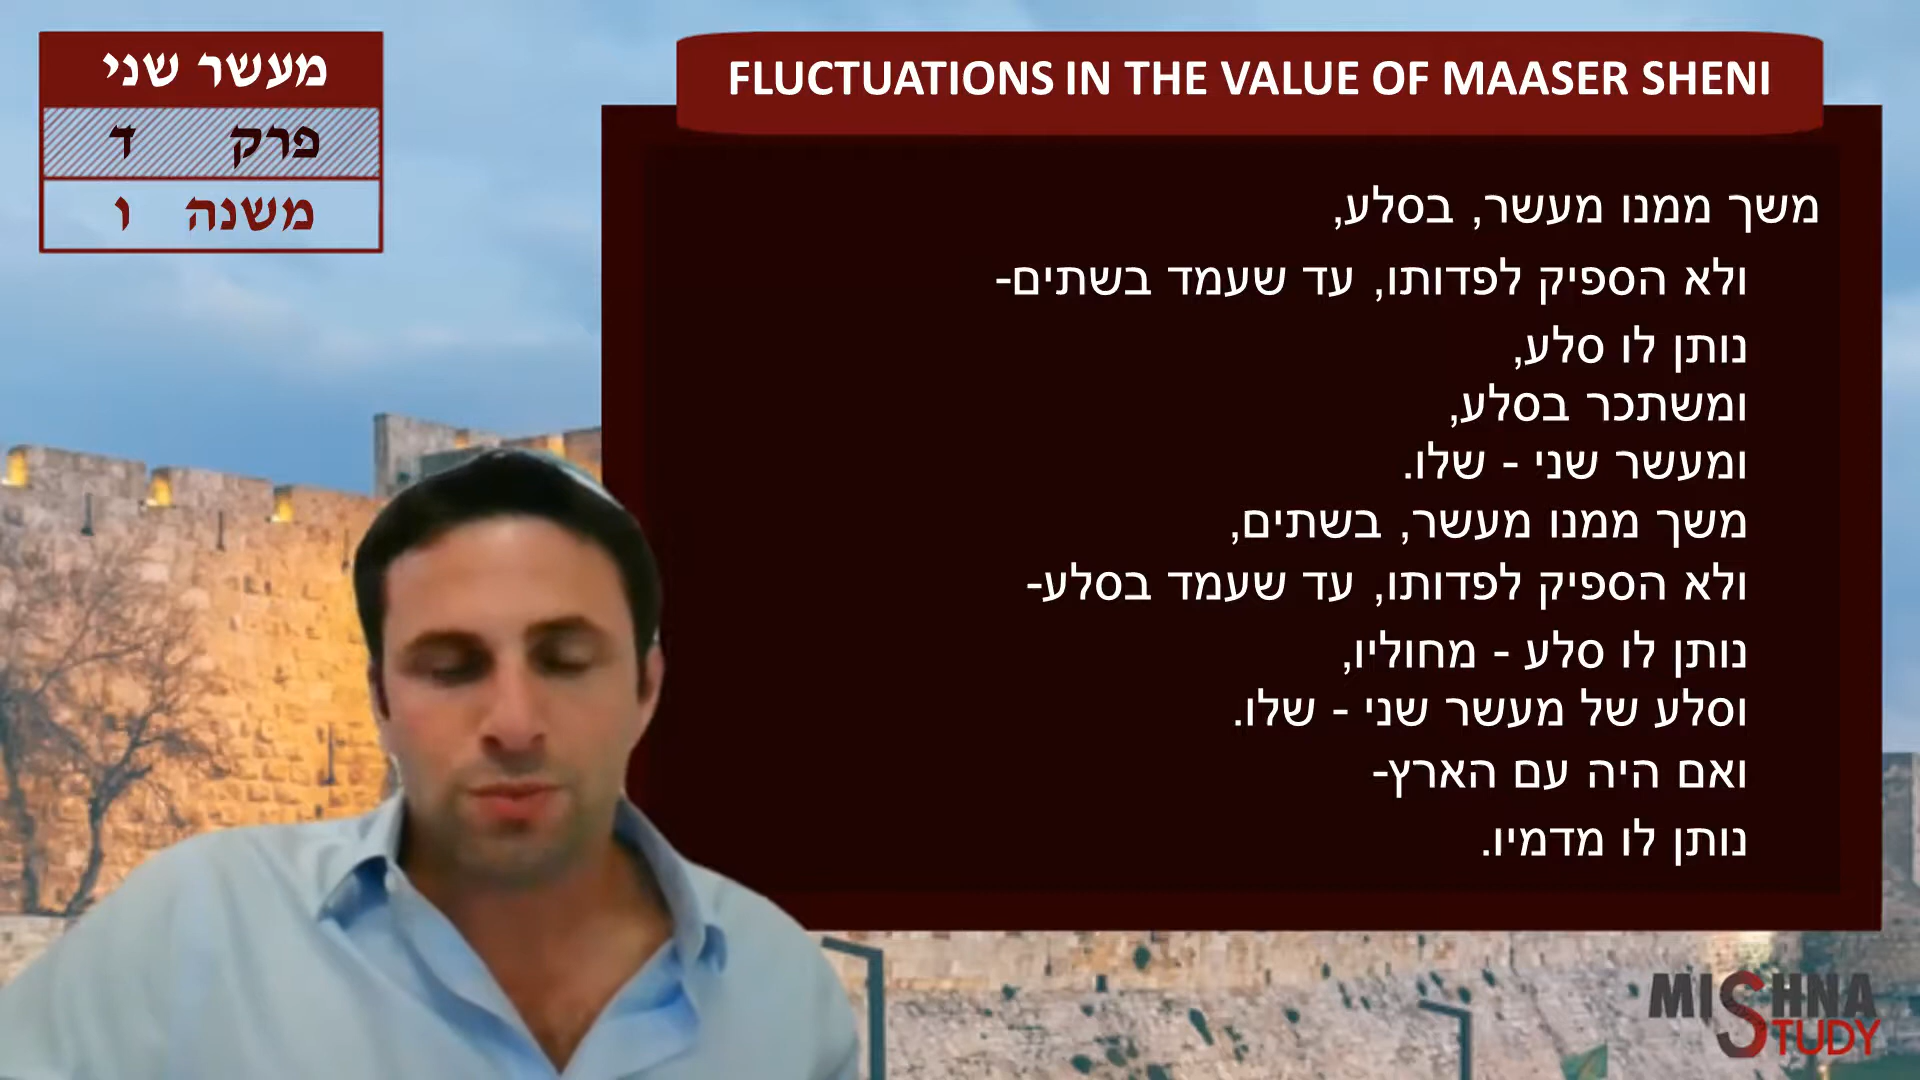 מעשר שני
פרק ד
משנה ו
FLUCTUATIONS IN THE VALUE OF MAASER SHENI
משך ממנו מעשר, בסלע,
ולא הספיק לפדותו, עד שעמד בשתים-
נותן לו סלע,
ומשתכר בסלע,
ומעשר שני - שלו.
משך ממנו מעשר, בשתים,
ולא הספיק לפדותו, עד שעמד בסלע-
נותן לו סלע - מחוליו,
וסלע של מעשר שני - שלו.
ואם היה עם הארץ-
נותן לו מדמיו.
MISHNA
STUDY